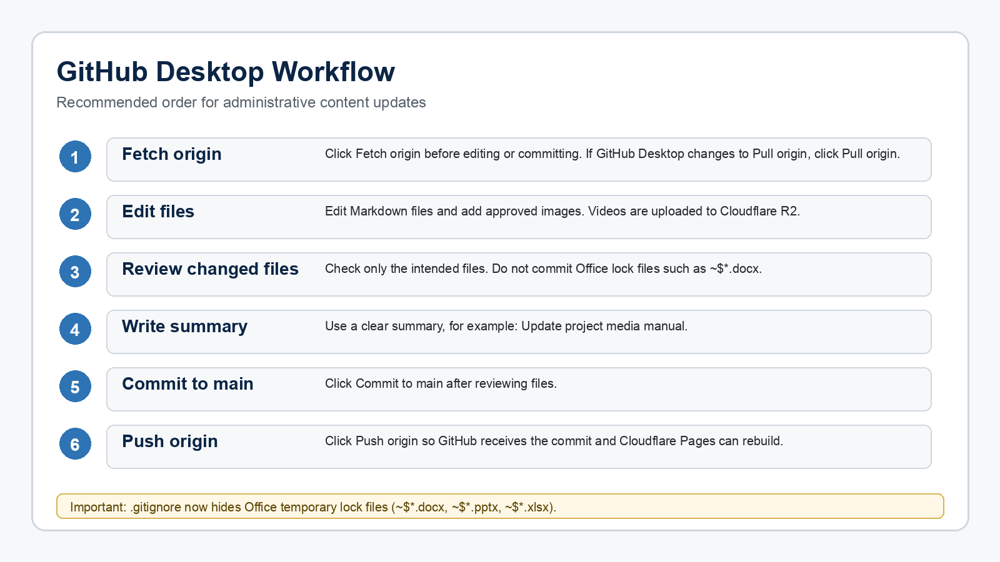 GitHub Desktop Workflow
Recommended order for administrative content updates
1
Fetch origin
Click Fetch origin before editing or committing. If GitHub Desktop changes to Pull origin, click Pull origin.
2
Edit files
Edit Markdown files and add approved images. Videos are uploaded to Cloudflare R2.
3
Review changed files
Check only the intended files. Do not commit Office lock files such as ~$*.docx.
4
Write summary
Use a clear summary, for example: Update project media manual.
5
Commit to main
Click Commit to main after reviewing files.
6
Push origin
Click Push origin so GitHub receives the commit and Cloudflare Pages can rebuild.
Important: .gitignore now hides Office temporary lock files (~$*.docx, ~$*.pptx, ~$*.xlsx).